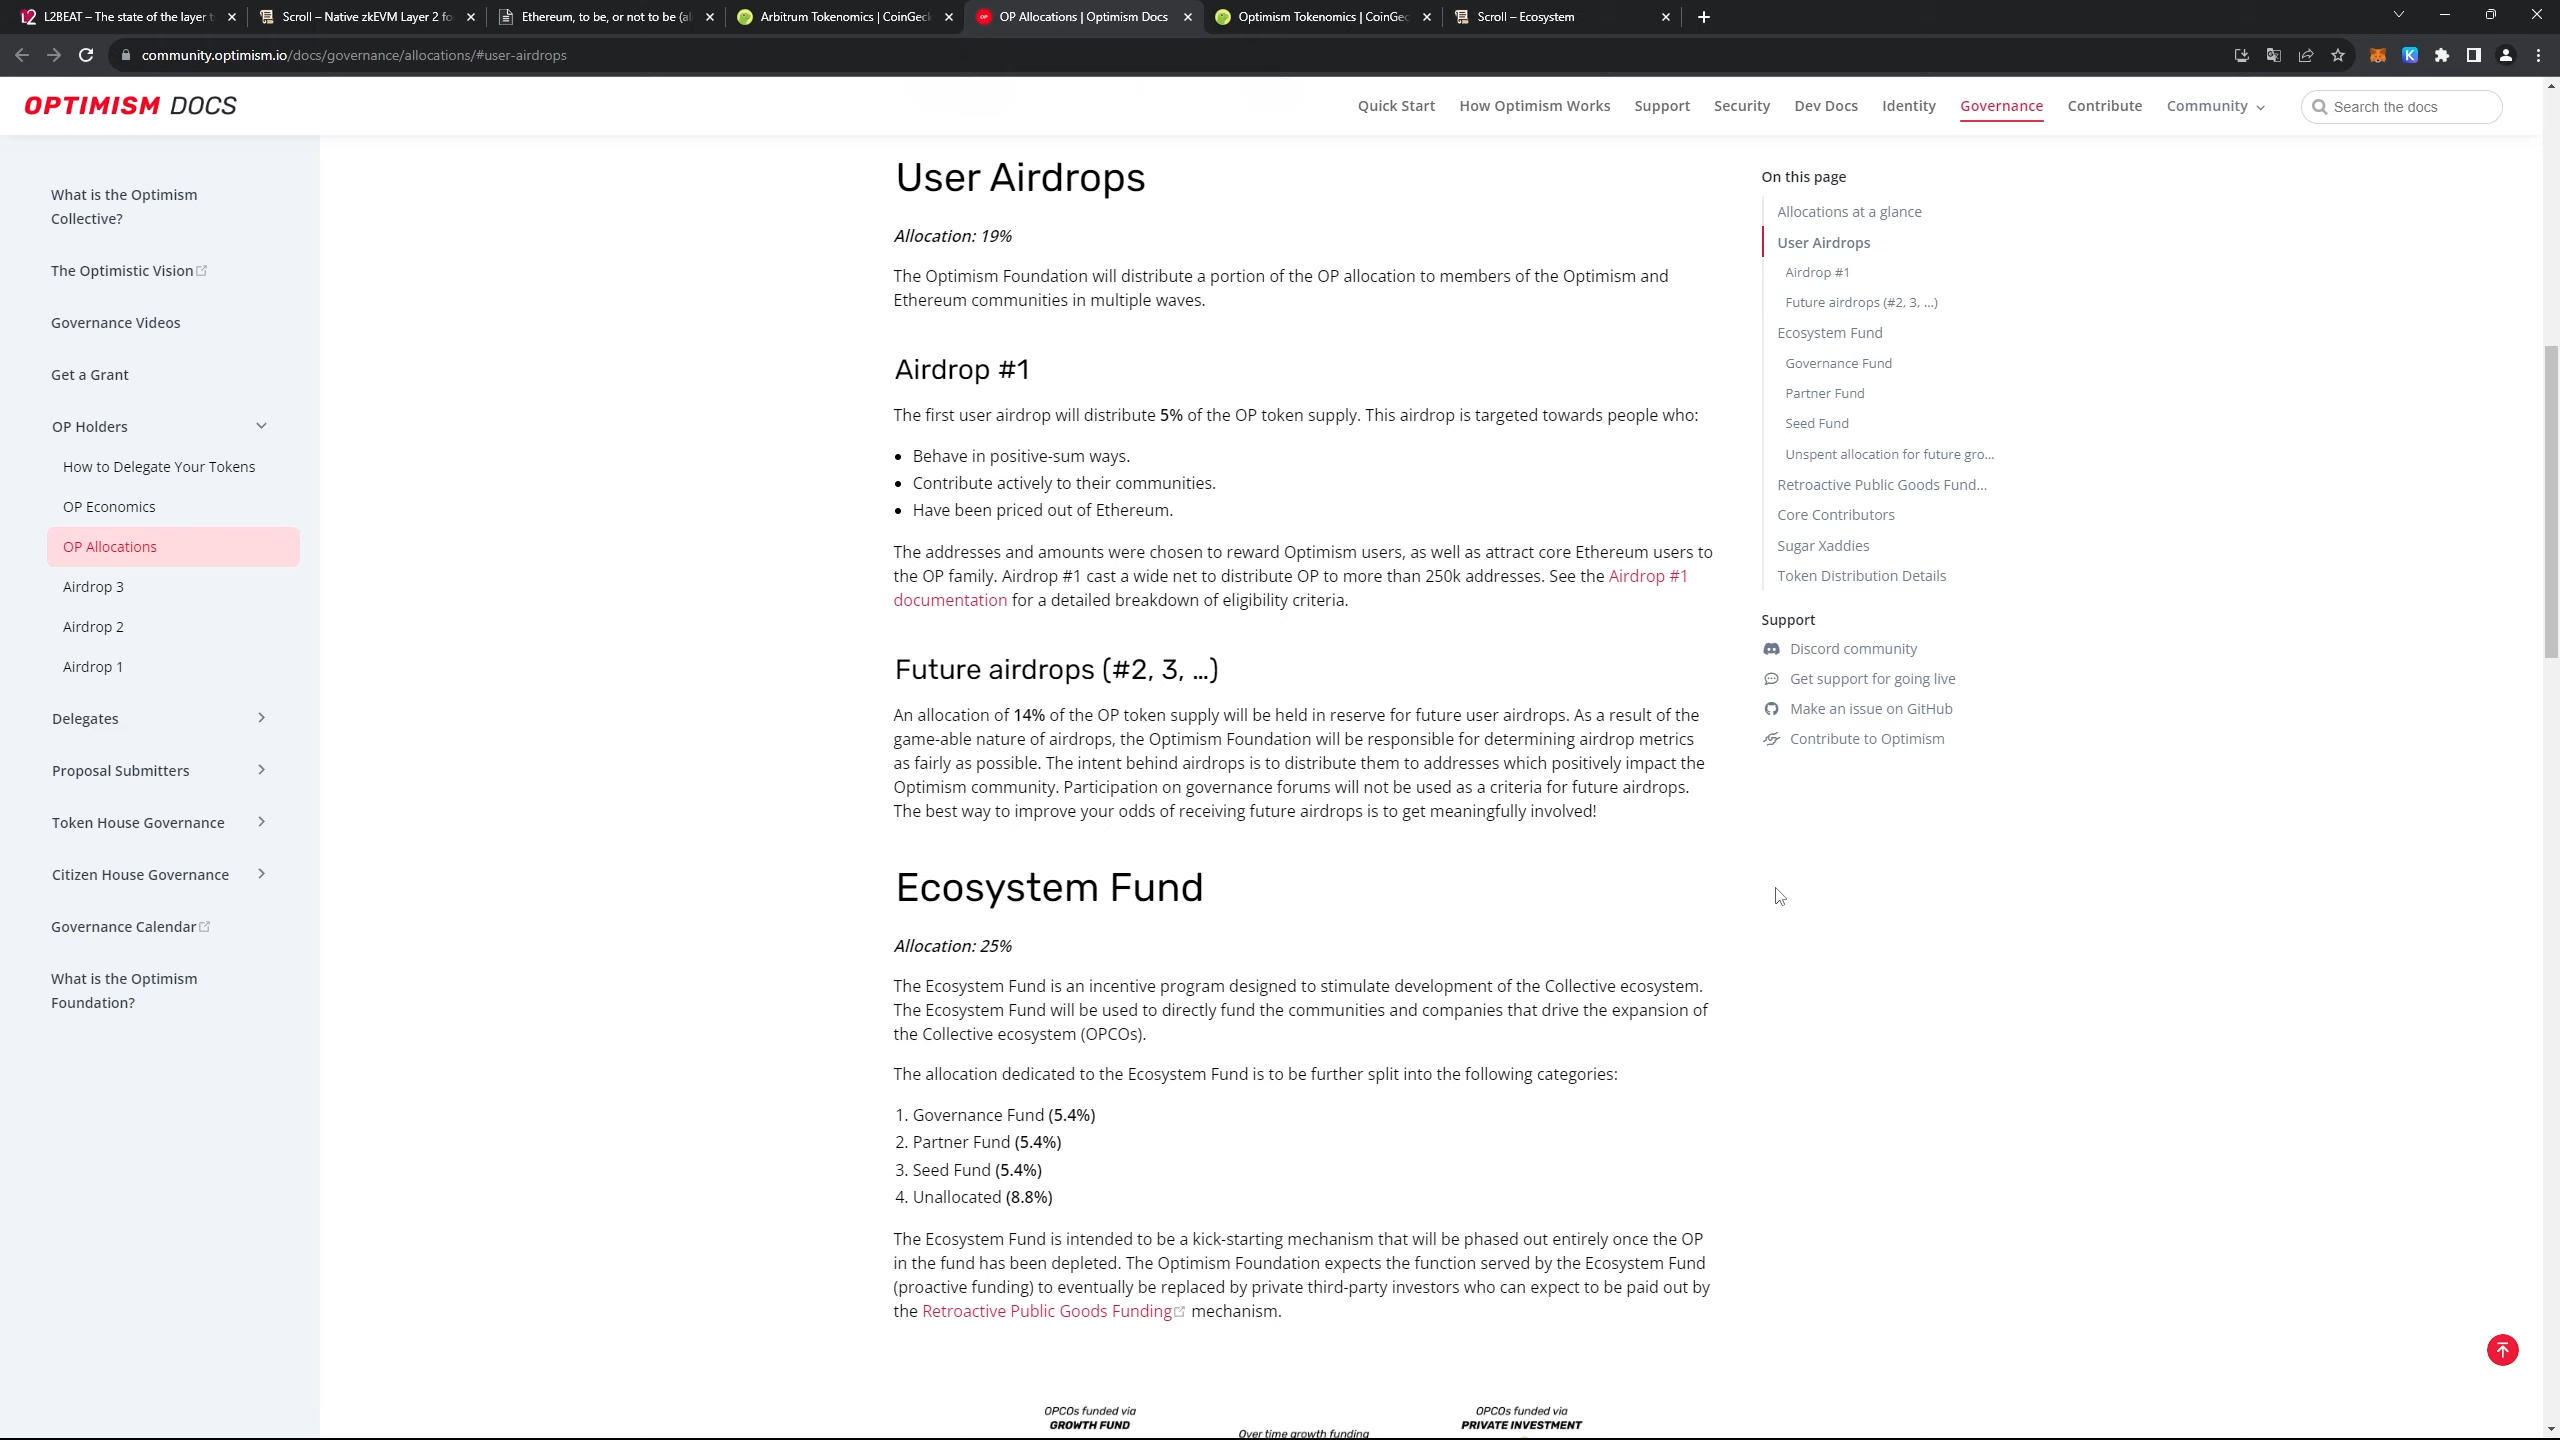 L2BEAT – The state of the layer t
Scroll – Native zkEVM Layer 2 fo
Ethereum, to be, or not to be (al
Arbitrum Tokenomics | CoinGeck
OP Allocations | Optimism Docs
Optimism Tokenomics | CoinGec
Scroll – Ecosystem
community.optimism.io/docs/governance/allocations/#user-airdrops
OPTIMISM DOCS
Quick Start
How Optimism Works
Support
Security
Dev Docs
Identity
Governance
Contribute
Community
Search the docs
What is the Optimism
Collective?
The Optimistic Vision
Governance Videos
Get a Grant
OP Holders
How to Delegate Your Tokens
OP Economics
OP Allocations
Airdrop 3
Airdrop 2
Airdrop 1
Delegates
Proposal Submitters
Token House Governance
Citizen House Governance
Governance Calendar
What is the Optimism
Foundation?
User Airdrops
Allocation: 19%
The Optimism Foundation will distribute a portion of the OP allocation to members of the Optimism and
Ethereum communities in multiple waves.
Airdrop #1
The first user airdrop will distribute 5% of the OP token supply. This airdrop is targeted towards people who:
• Behave in positive-sum ways.
• Contribute actively to their communities.
• Have been priced out of Ethereum.
The addresses and amounts were chosen to reward Optimism users, as well as attract core Ethereum users to
the OP family. Airdrop #1 cast a wide net to distribute OP to more than 250k addresses. See the Airdrop #1
documentation for a detailed breakdown of eligibility criteria.
Future airdrops (#2, 3, …)
An allocation of 14% of the OP token supply will be held in reserve for future user airdrops. As a result of the
game-able nature of airdrops, the Optimism Foundation will be responsible for determining airdrop metrics
as fairly as possible. The intent behind airdrops is to distribute them to addresses which positively impact the
Optimism community. Participation on governance forums will not be used as a criteria for future airdrops.
The best way to improve your odds of receiving future airdrops is to get meaningfully involved!
Ecosystem Fund
Allocation: 25%
The Ecosystem Fund is an incentive program designed to stimulate development of the Collective ecosystem.
The Ecosystem Fund will be used to directly fund the communities and companies that drive the expansion of
the Collective ecosystem (OPCOs).
The allocation dedicated to the Ecosystem Fund is to be further split into the following categories:
1. Governance Fund (5.4%)
2. Partner Fund (5.4%)
3. Seed Fund (5.4%)
4. Unallocated (8.8%)
The Ecosystem Fund is intended to be a kick-starting mechanism that will be phased out entirely once the OP
in the fund has been depleted. The Optimism Foundation expects the function served by the Ecosystem Fund
(proactive funding) to eventually be replaced by private third-party investors who can expect to be paid out by
the Retroactive Public Goods Funding mechanism.
OPCOs funded via
GROWTH FUND
Over time growth funding
OPCOs funded via
PRIVATE INVESTMENT
On this page
Allocations at a glance
User Airdrops
Airdrop #1
Future airdrops (#2, 3, …)
Ecosystem Fund
Governance Fund
Partner Fund
Seed Fund
Unspent allocation for future gro...
Retroactive Public Goods Fund...
Core Contributors
Sugar Xaddies
Token Distribution Details
Support
Discord community
Get support for going live
Make an issue on GitHub
Contribute to Optimism